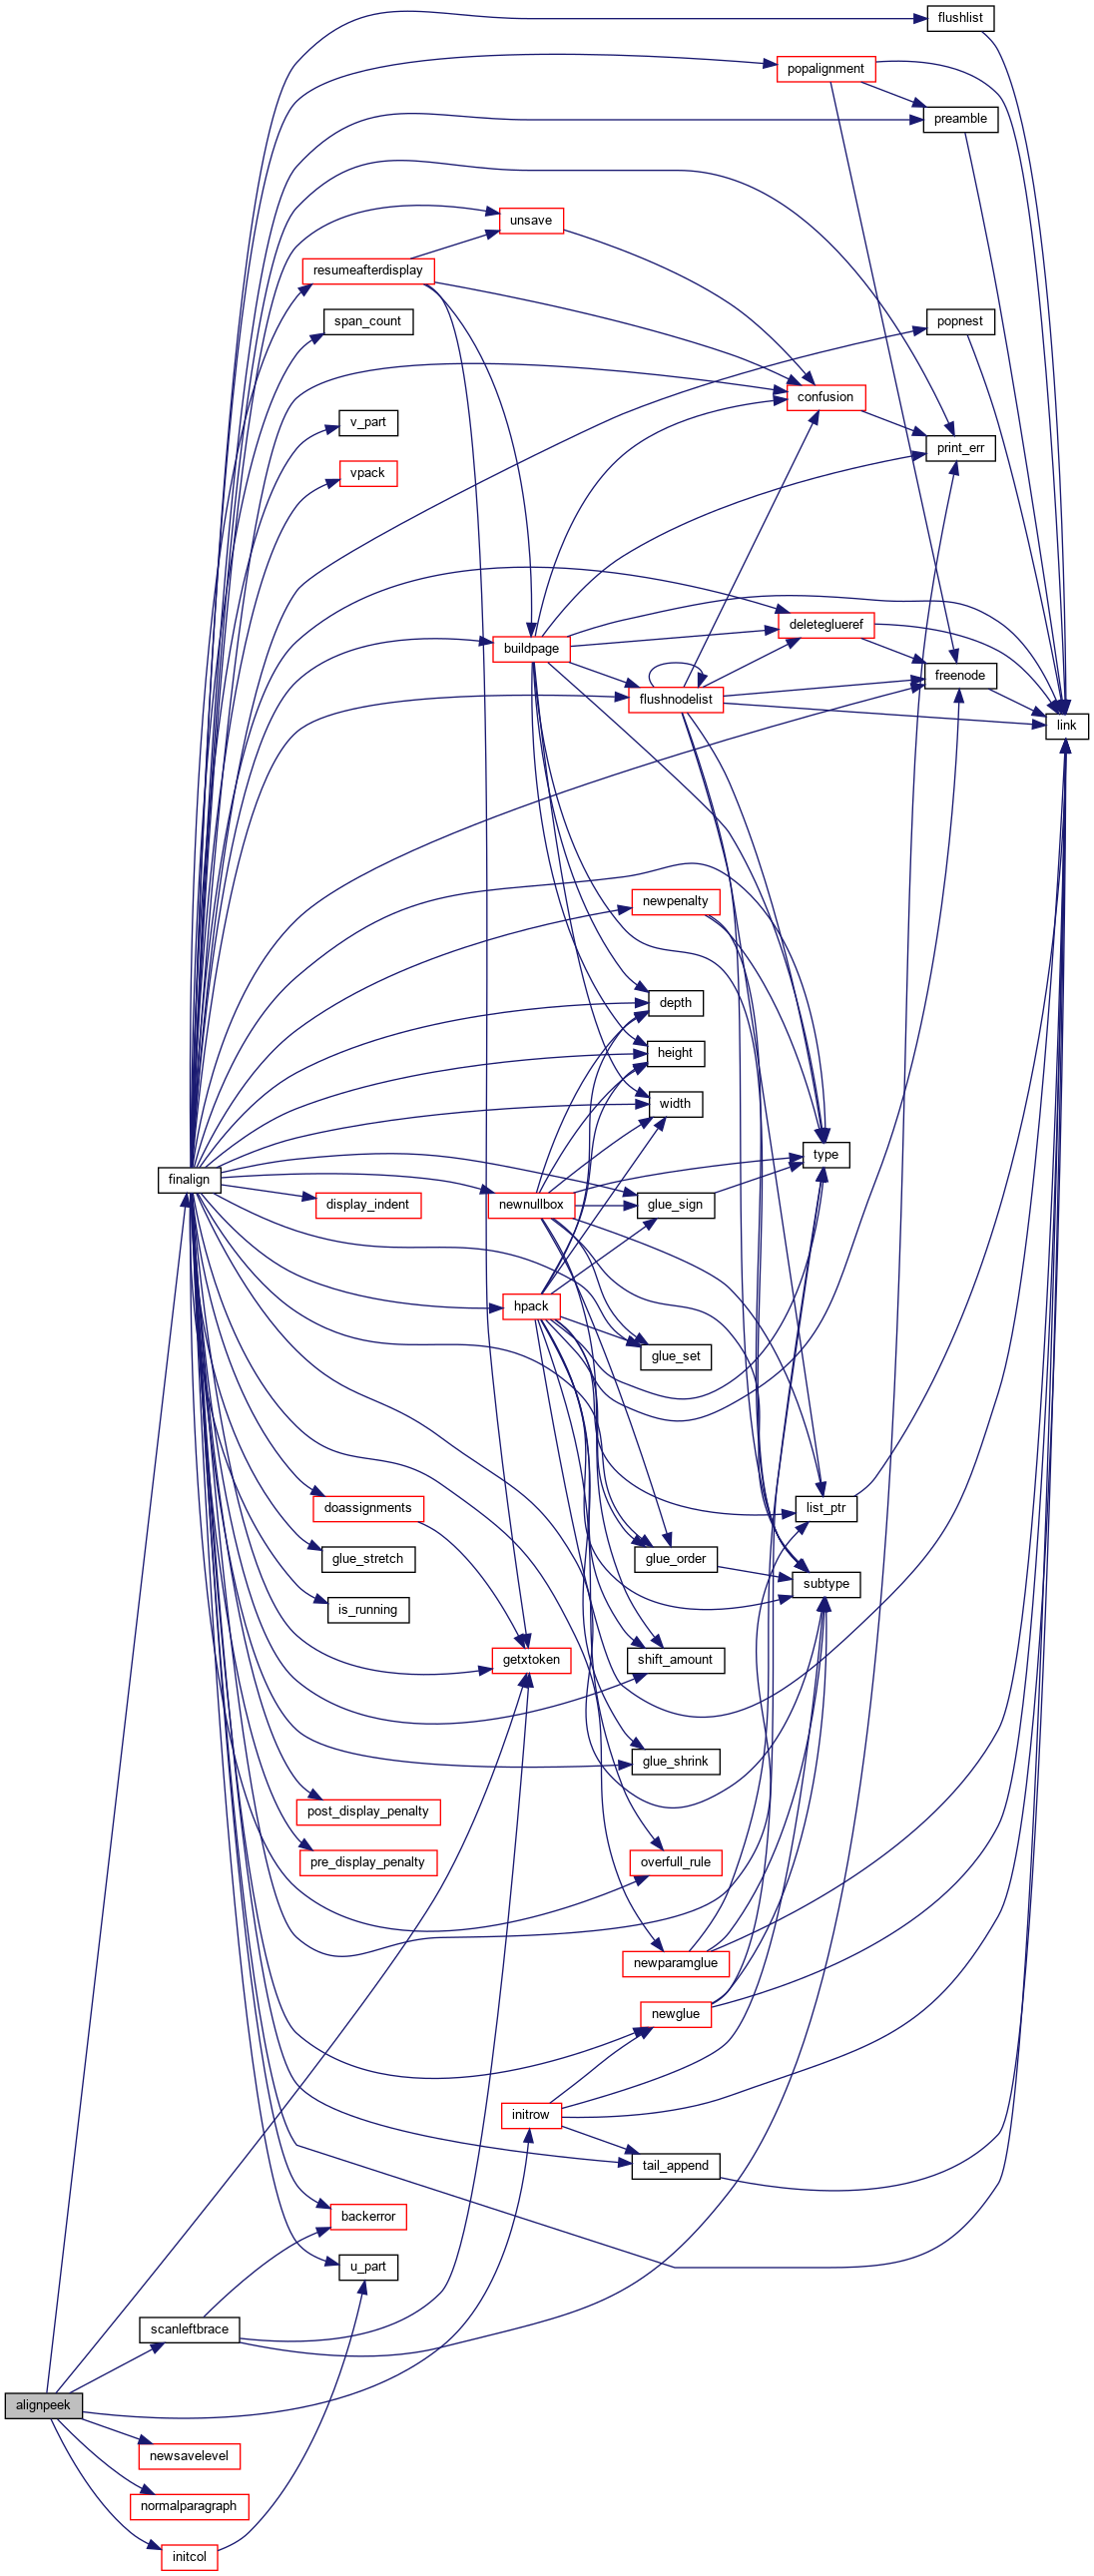 flushlist
popalignment
preamble
unsave
resumeafterdisplay
span_count
popnest
confusion
v_part
print_err
vpack
deleteglueref
buildpage
freenode
flushnodelist
link
newpenalty
depth
height
width
type
finalign
display_indent
newnullbox
glue_sign
hpack
glue_set
doassignments
list_ptr
glue_stretch
glue_order
subtype
is_running
getxtoken
shift_amount
glue_shrink
post_display_penalty
pre_display_penalty
overfull_rule
newparamglue
newglue
initrow
tail_append
backerror
u_part
scanleftbrace
alignpeek
newsavelevel
normalparagraph
initcol